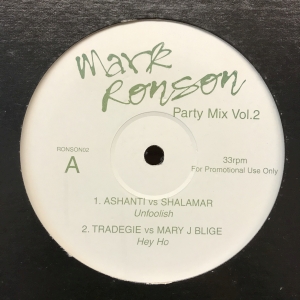 Mark
Ronson
Party Mix Vol.2
RONSON02
A
33rpm
For Promotional Use Only
1. ASHANTI vs SHALAMAR
Unfoolish
2. TRADEGIE vs MARY J BLIGE
Hey Ho